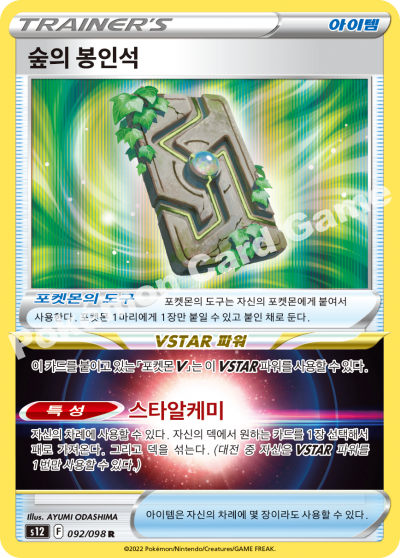 TRAINER'S 아이템
숲의 봉인석
Pokémon Card Game
포켓몬의 도구 포켓몬의 도구는 자신의 포켓몬에게 붙여서
사용한다. 포켓몬 1마리에게 1장만 붙일 수 있고 붙인 채로 둔다.
VSTAR 파워
이 카드를 붙이고 있는 「포켓몬 V」는 이 VSTAR 파워를 사용할 수 있다.
특성 스타알케미
자신의 차례에 사용할 수 있다. 자신의 덱에서 원하는 카드를 1장 선택해서
패로 가져온다. 그리고 덱을 섞는다. (대전 중 자신은 VSTAR 파워를
1번만 사용할 수 있다.)
Illus. AYUMI ODASHIMA
아이템은 자신의 차례에 몇 장이라도 사용할 수 있다.
s12 F 092/098 R
©2022 Pokémon/Nintendo/Creatures/GAME FREAK.